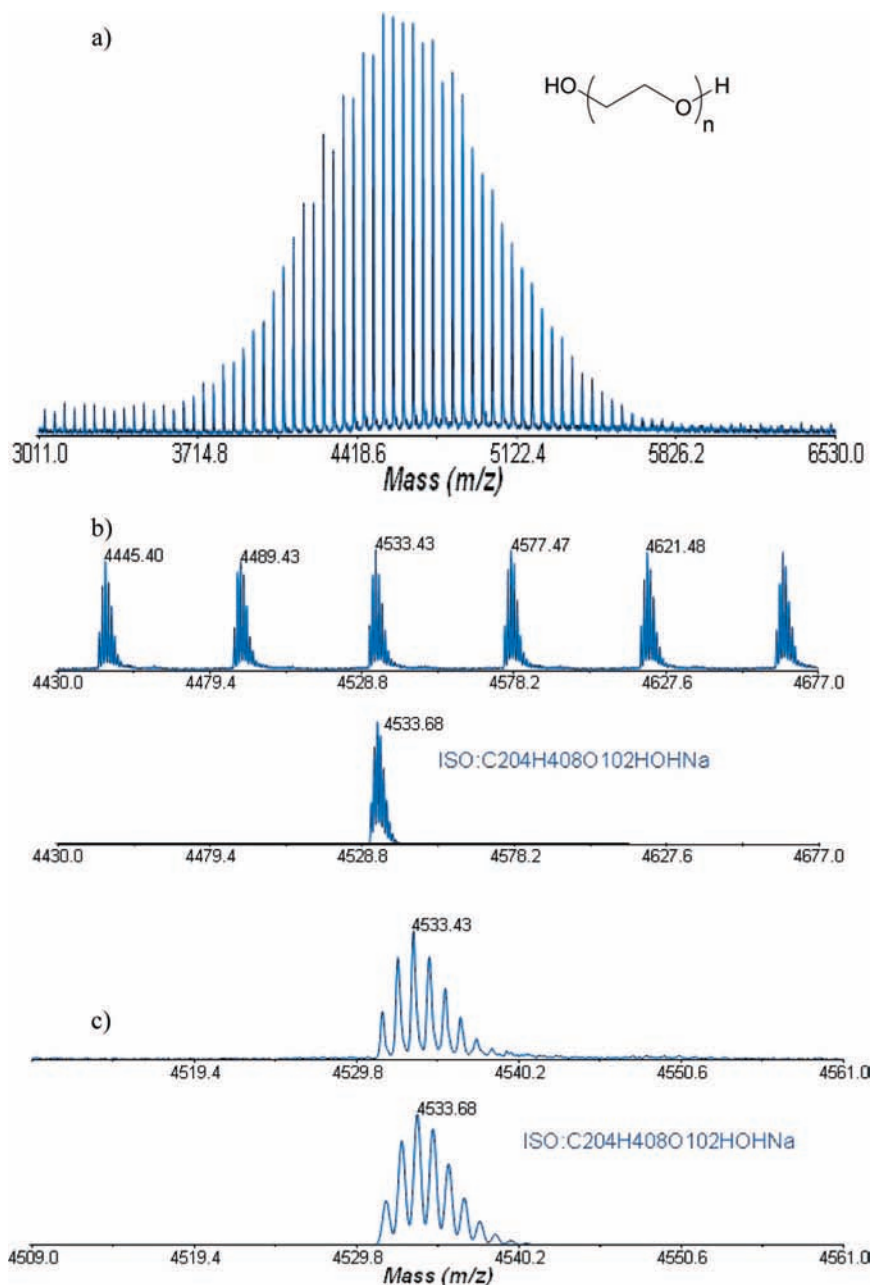 a)
HO
O
H
n
3011.0 3714.8 4418.6 5122.4 5826.2 6530.0
Mass (m/z)
b)
4445.40 4489.43 4533.43 4577.47 4621.48
4430.0 4479.4 4528.8 4578.2 4627.6 4677.0
4533.68
ISO:C204H408O102HOHNa
4430.0 4479.4 4528.8 4578.2 4627.6 4677.0
4533.43
c)
4519.4 4529.8 4540.2 4550.6 4561.0
4533.68
ISO:C204H408O102HOHNa
4509.0 4519.4 4529.8 4540.2 4550.6 4561.0
Mass (m/z)